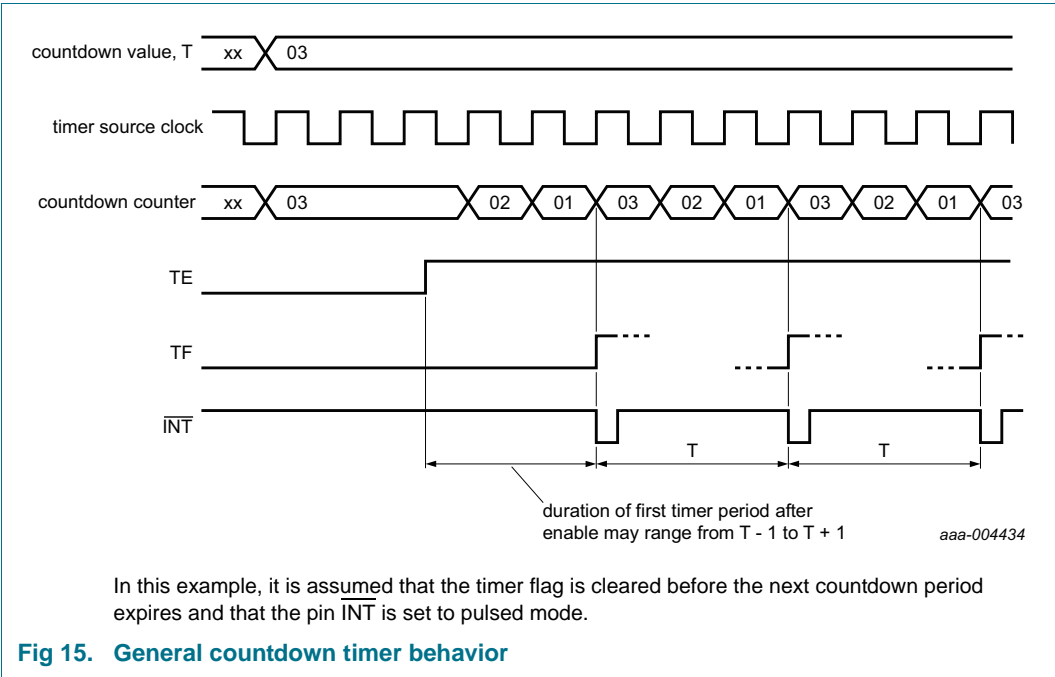 countdown value, T xx 03
timer source clock
countdown counter xx 03 02 01 03 02 01 03 02 01 03
TE
TF
INT
T T
duration of first timer period after
enable may range from T - 1 to T + 1
aaa-004434
In this example, it is assumed that the timer flag is cleared before the next countdown period
expires and that the pin INT is set to pulsed mode.
Fig 15. General countdown timer behavior